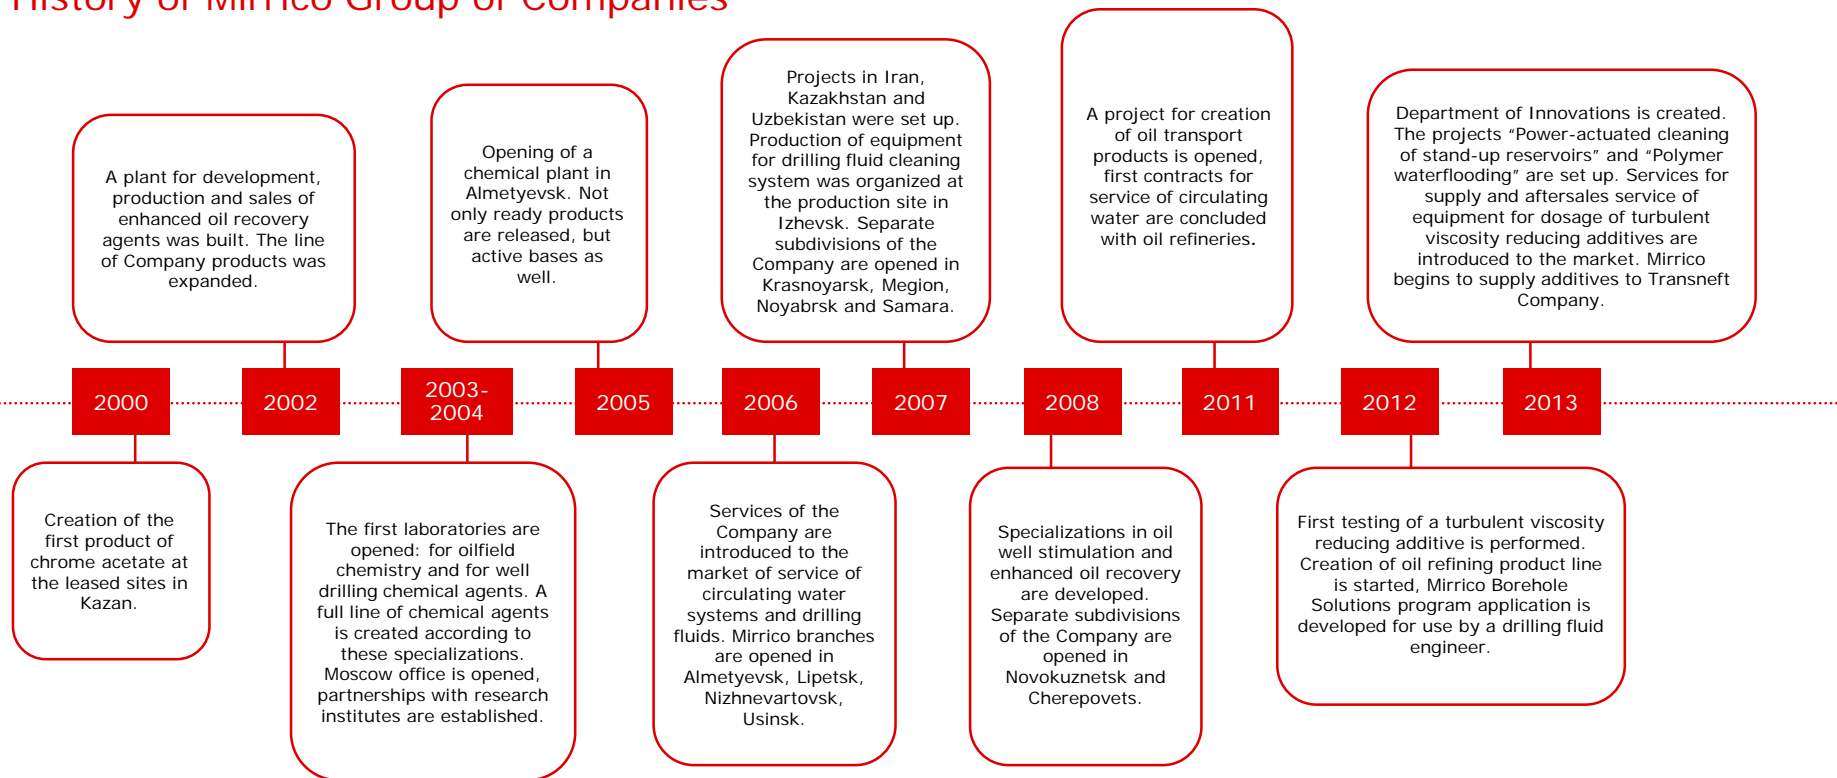 History of Mirrico Group of Companies
A plant for development,
production and sales of
enhanced oil recovery
agents was built. The line
of Company products was
expanded.
Opening of a
chemical plant in
Almetyevsk. Not
only ready products
are released, but
active bases as
well.
Projects in Iran,
Kazakhstan and
Uzbekistan were set up.
Production of equipment
for drilling fluid cleaning
system was organized at
the production site in
Izhevsk. Separate
subdivisions of the
Company are opened in
Krasnoyarsk, Megion,
Noyabrsk and Samara.
A project for creation
of oil transport
products is opened,
first contracts for
service of circulating
water are concluded
with oil refineries.
Department of Innovations is created.
The projects “Power-actuated cleaning
of stand-up reservoirs” and “Polymer
waterflooding” are set up. Services for
supply and aftersales service of
equipment for dosage of turbulent
viscosity reducing additives are
introduced to the market. Mirrico
begins to supply additives to Transneft
Company.
2000
2002
2003-
2004
2005
2006
2007
2008
2011
2012
2013
Creation of the
first product of
chrome acetate at
the leased sites in
Kazan.
The first laboratories are
opened: for oilfield
chemistry and for well
drilling chemical agents. A
full line of chemical agents
is created according to
these specializations.
Moscow office is opened,
partnerships with research
institutes are established.
Services of the
Company are
introduced to the
market of service of
circulating water
systems and drilling
fluids. Mirrico branches
are opened in
Almetyevsk, Lipetsk,
Nizhnevartovsk,
Usinsk.
Specializations in oil
well stimulation and
enhanced oil recovery
are developed.
Separate subdivisions
of the Company are
opened in
Novokuznetsk and
Cherepovets.
First testing of a turbulent viscosity
reducing additive is performed.
Creation of oil refining product line
is started, Mirrico Borehole
Solutions program application is
developed for use by a drilling fluid
engineer.